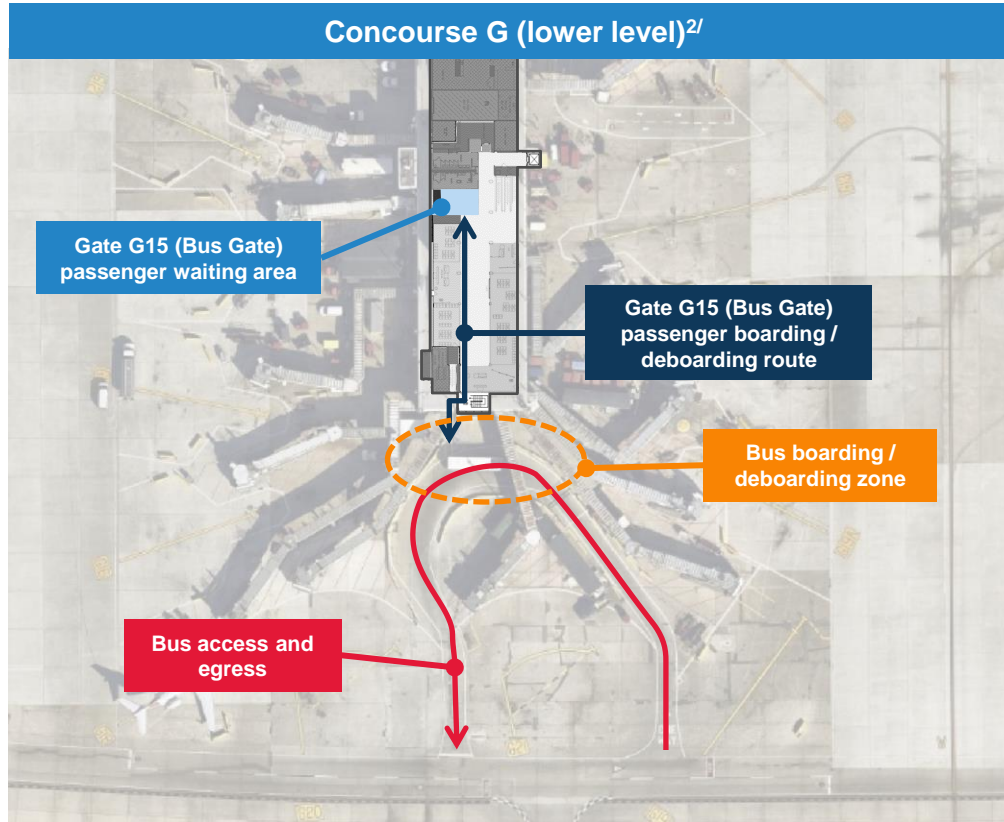 Concourse G (lower level)2/
Gate G15 (Bus Gate)
passenger waiting area
Gate G15 (Bus Gate)
passenger boarding /
deboarding route
Bus boarding /
deboarding zone
Bus access and
egress